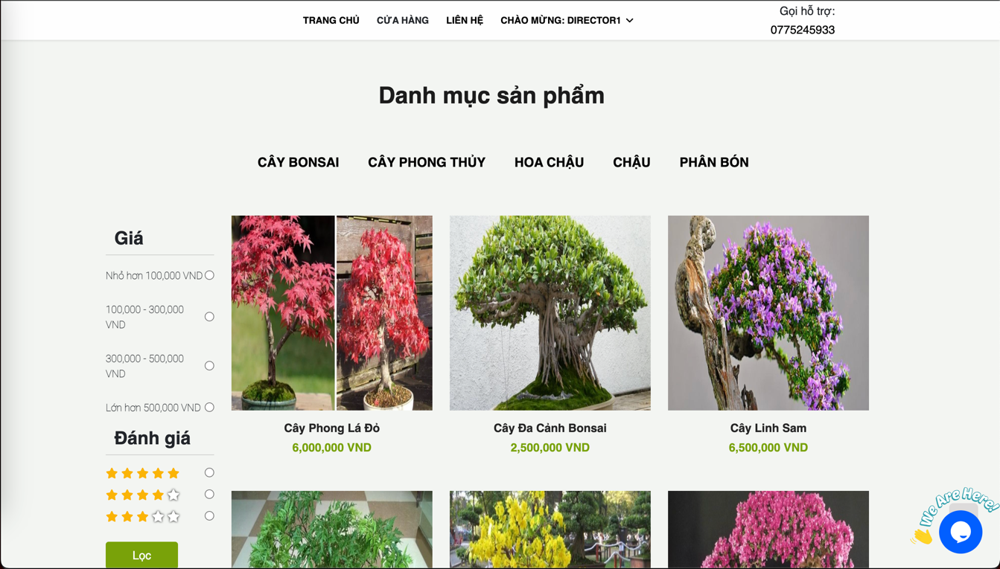 TRANG CHỦ CỬA HÀNG LIÊN HỆ CHÀO MỪNG: DIRECTOR1
Gọi hỗ trợ:
0775245933
Danh mục sản phẩm
CÂY BONSAI CÂY PHONG THỦY HOA CHẬU CHẬU PHÂN BÓN
Giá
Nhỏ hơn 100,000 VND
100,000 - 300,000
VND
300,000 - 500,000
VND
Lớn hơn 500,000 VND
Đánh giá
Lọc
Cây Phong Lá Đỏ
6,000,000 VND
Cây Đa Cảnh Bonsai
2,500,000 VND
Cây Linh Sam
6,500,000 VND
We Are Here!